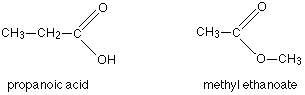 O
CH3—CH2—C
OH
propanoic acid
O
CH3—C
O—CH3
methyl ethanoate